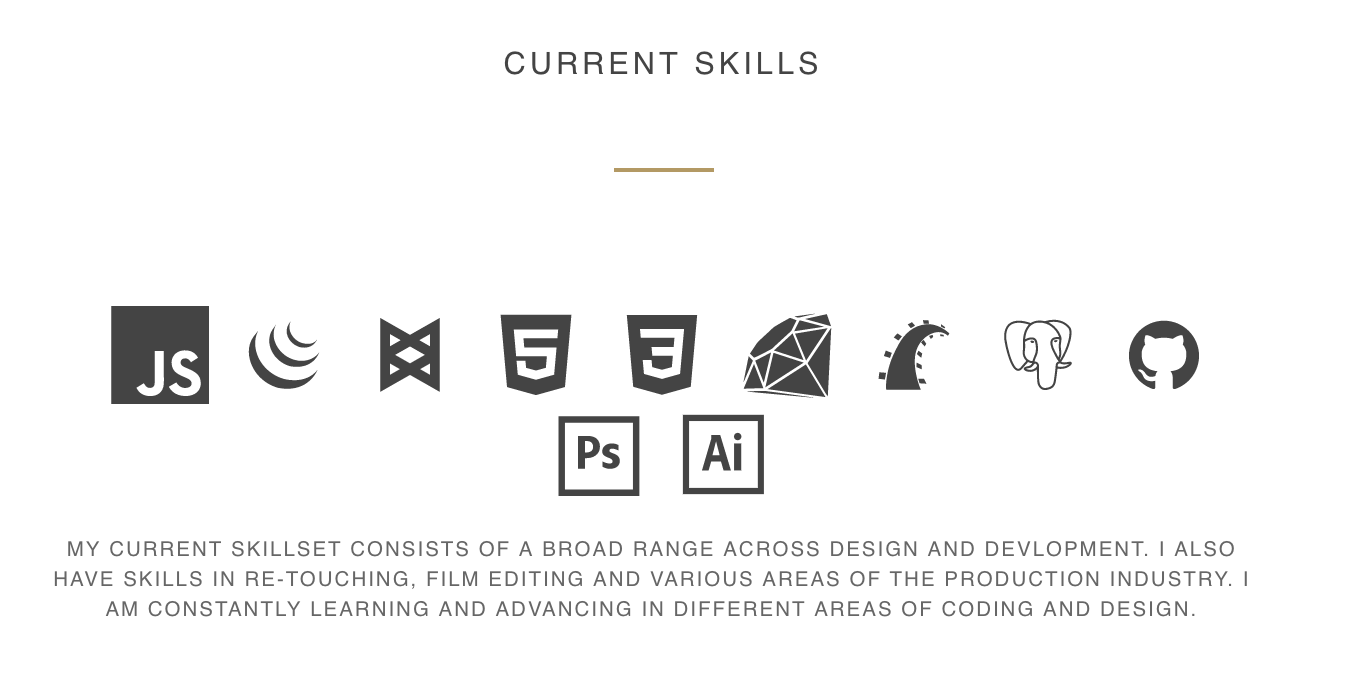 CURRENT SKILLS
JS
5
3
Ps
Ai
MY CURRENT SKILLSET CONSISTS OF A BROAD RANGE ACROSS DESIGN AND DEVLOPMENT. I ALSO
HAVE SKILLS IN RE-TOUCHING, FILM EDITING AND VARIOUS AREAS OF THE PRODUCTION INDUSTRY. I
AM CONSTANTLY LEARNING AND ADVANCING IN DIFFERENT AREAS OF CODING AND DESIGN.